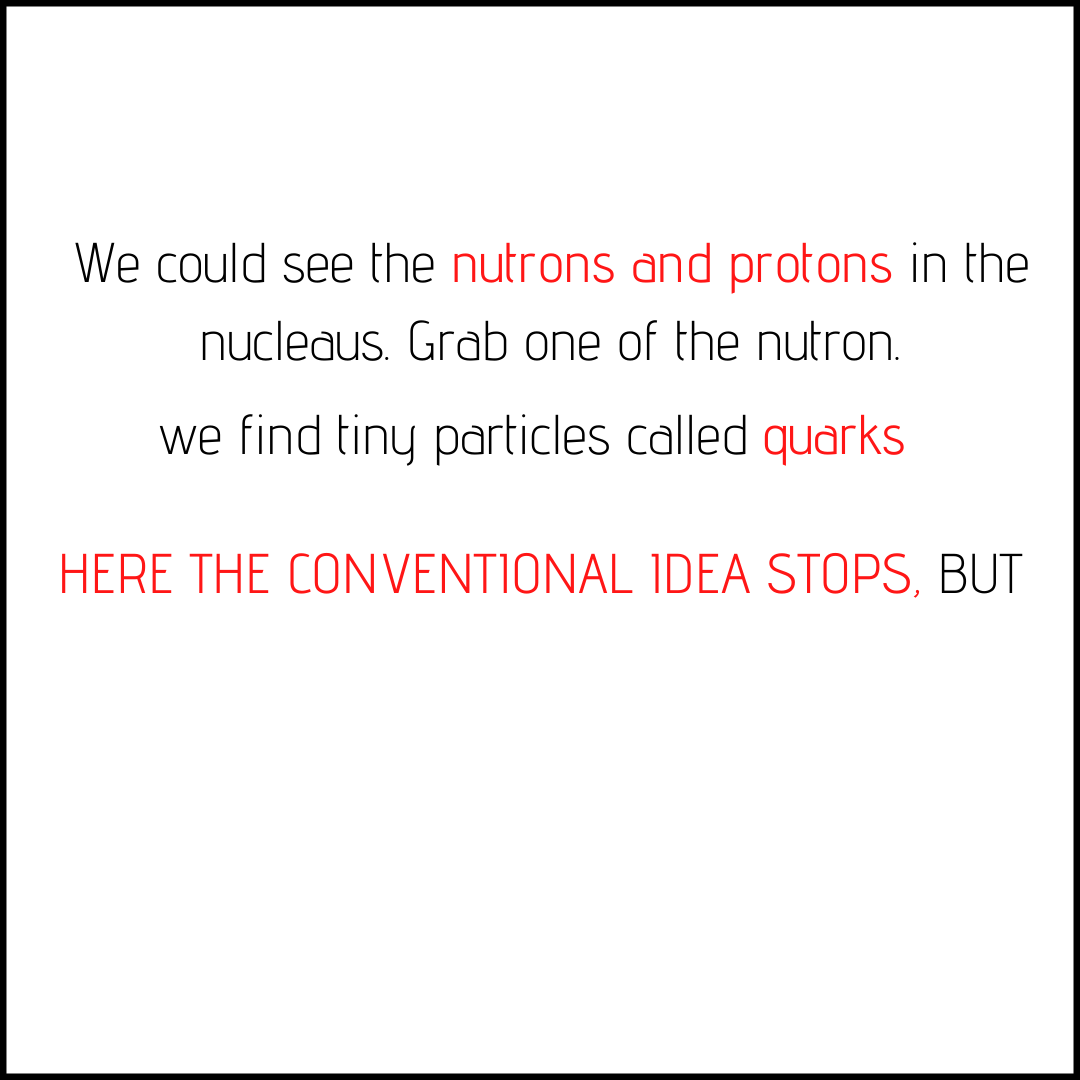 We could see the nutrons and protons in the
nucleaus. Grab one of the nutron.
we find tiny particles called quarks
HERE THE CONVENTIONAL IDEA STOPS, BUT